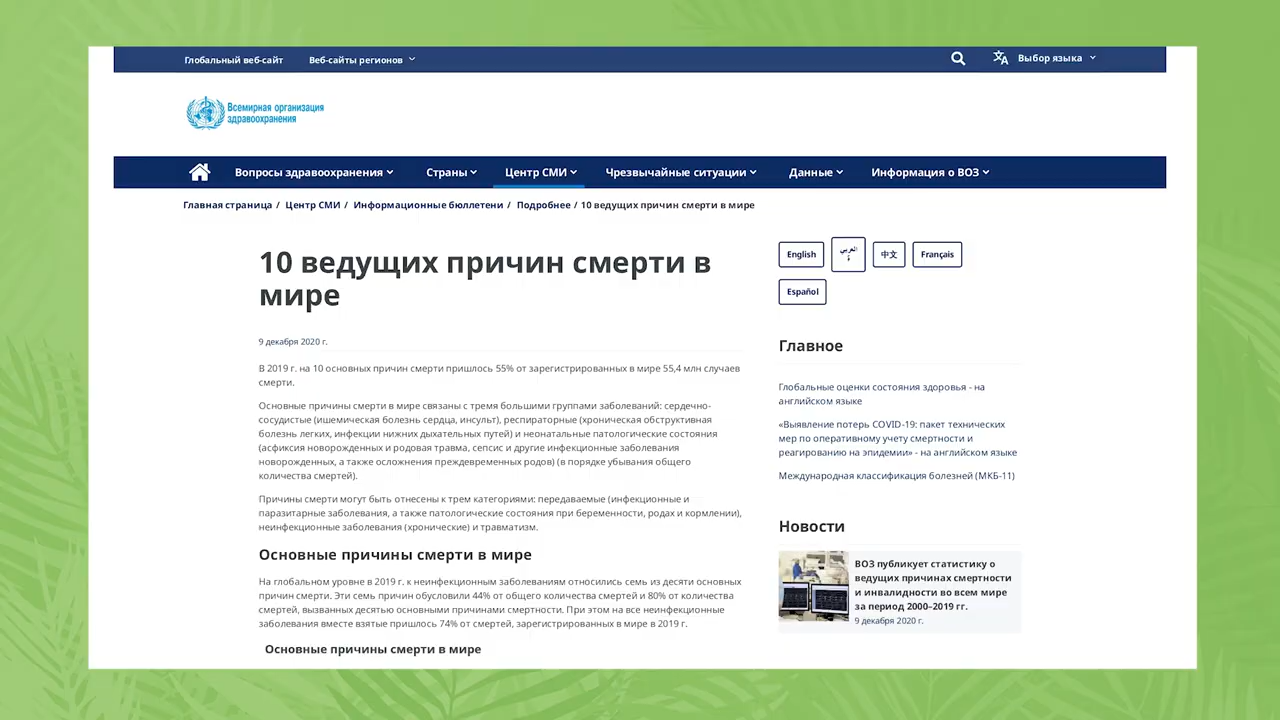 Глобальный веб-сайт
Веб-сайты регионов
Выбор языка
Всемирная организация
здравоохранения
Вопросы здравоохранения
Страны
Центр СМИ
Чрезвычайные ситуации
Данные
Информация о ВОЗ
Главная страница / Центр СМИ / Информационные бюллетени / Подробнее / 10 ведущих причин смерти в мире
10 ведущих причин смерти в
мире
9 декабря 2020 г.
В 2019 г. на 10 основных причин смерти пришлось 55% от зарегистрированных в мире 55,4 млн случаев
смерти.
Основные причины смерти в мире связаны с тремя большими группами заболеваний: сердечно-
сосудистые (ишемическая болезнь сердца, инсульт), респираторные (хроническая обструктивная
болезнь легких, инфекции нижних дыхательных путей) и неонатальные патологические состояния
(асфиксия новорожденных и родовая травма, сепсис и другие инфекционные заболевания
новорожденных, а также осложнения преждевременных родов) (в порядке убывания общего
количества смертей).
Причины смерти могут быть отнесены к трем категориями: передаваемые (инфекционные и
паразитарные заболевания, а также патологические состояния при беременности, родах и кормлении),
неинфекционные заболевания (хронические) и травматизм.
Основные причины смерти в мире
На глобальном уровне в 2019 г. к неинфекционным заболеваниям относились семь из десяти основных
причин смерти. Эти семь причин обусловили 44% от общего количества смертей и 80% от количества
смертей, вызванных десятью основными причинами смертности. При этом на все неинфекционные
заболевания вместе взятые пришлось 74% от смертей, зарегистрированных в мире в 2019 г.
Основные причины смерти в мире
English
العربية
中文
Français
Español
Главное
Глобальные оценки состояния здоровья - на
английском языке
«Выявление потерь COVID-19: пакет технических
мер по оперативному учету смертности и
реагированию на эпидемии» - на английском языке
Международная классификация болезней (МКБ-11)
Новости
ВОЗ публикует статистику о
ведущих причинах смертности
и инвалидности во всем мире
за период 2000–2019 гг.
9 декабря 2020 г.